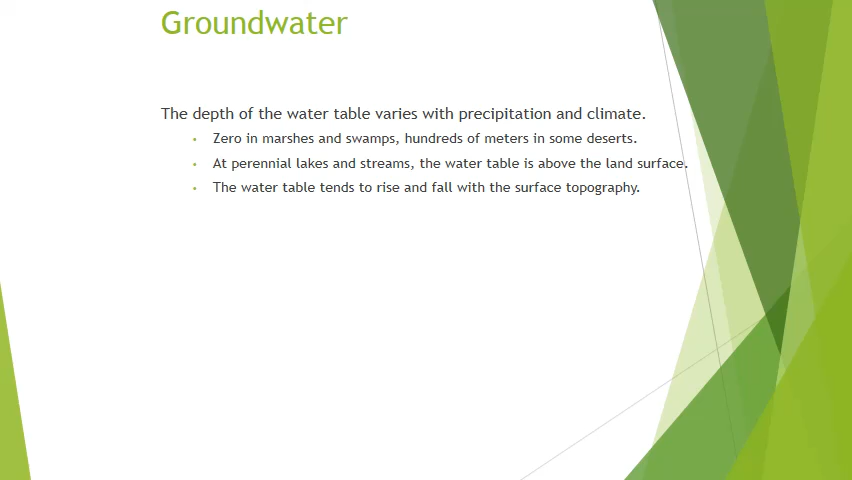 Groundwater
The depth of the water table varies with precipitation and climate.
• Zero in marshes and swamps, hundreds of meters in some deserts.
• At perennial lakes and streams, the water table is above the land surface.
• The water table tends to rise and fall with the surface topography.